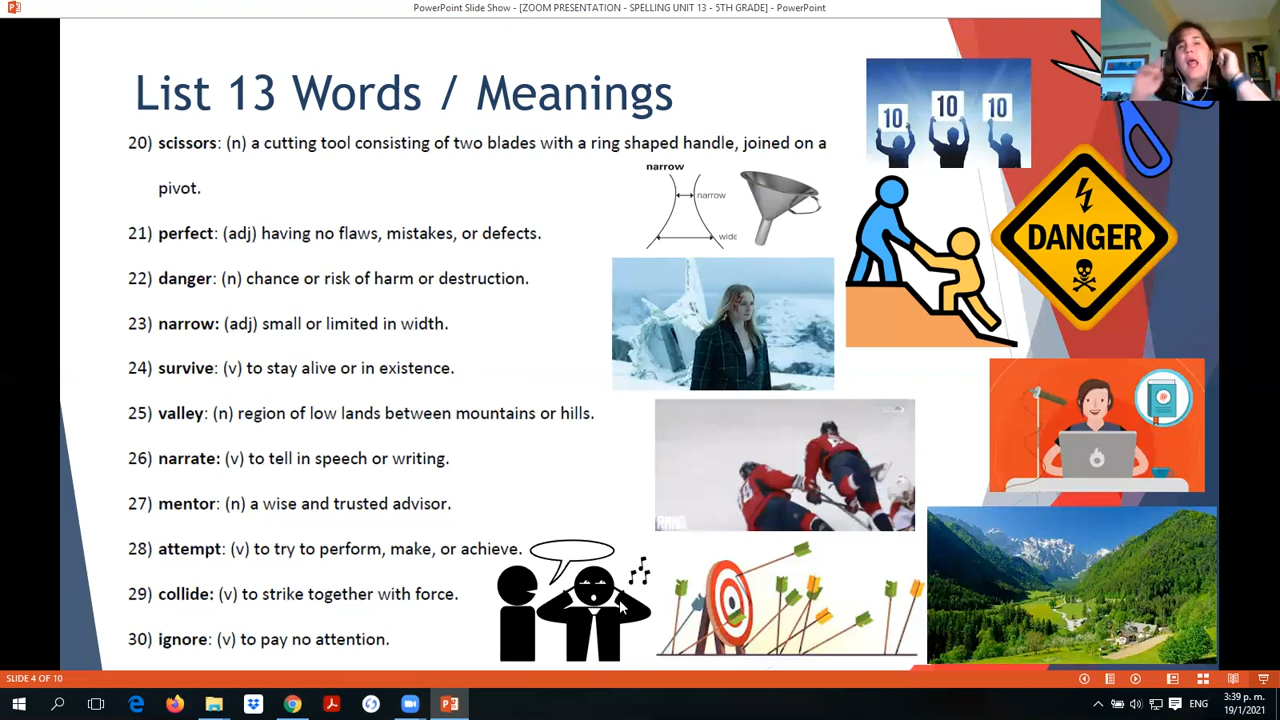 PowerPoint Slide Show - [ZOOM PRESENTATION - SPELLING UNIT 13 - 5TH GRADE] - PowerPoint
List 13 Words / Meanings
20) scissors: (n) a cutting tool consisting of two blades with a ring shaped handle, joined on a
pivot.
21) perfect: (adj) having no flaws, mistakes, or defects.
22) danger: (n) chance or risk of harm or destruction.
23) narrow: (adj) small or limited in width.
24) survive: (v) to stay alive or in existence.
25) valley: (n) region of low lands between mountains or hills.
26) narrate: (v) to tell in speech or writing.
27) mentor: (n) a wise and trusted advisor.
28) attempt: (v) to try to perform, make, or achieve.
29) collide: (v) to strike together with force.
30) ignore: (v) to pay no attention.
narrow
narrow
wide
10 10 10
DANGER
SLIDE 4 OF 10
ENG
3:39 p. m.
19/1/2021